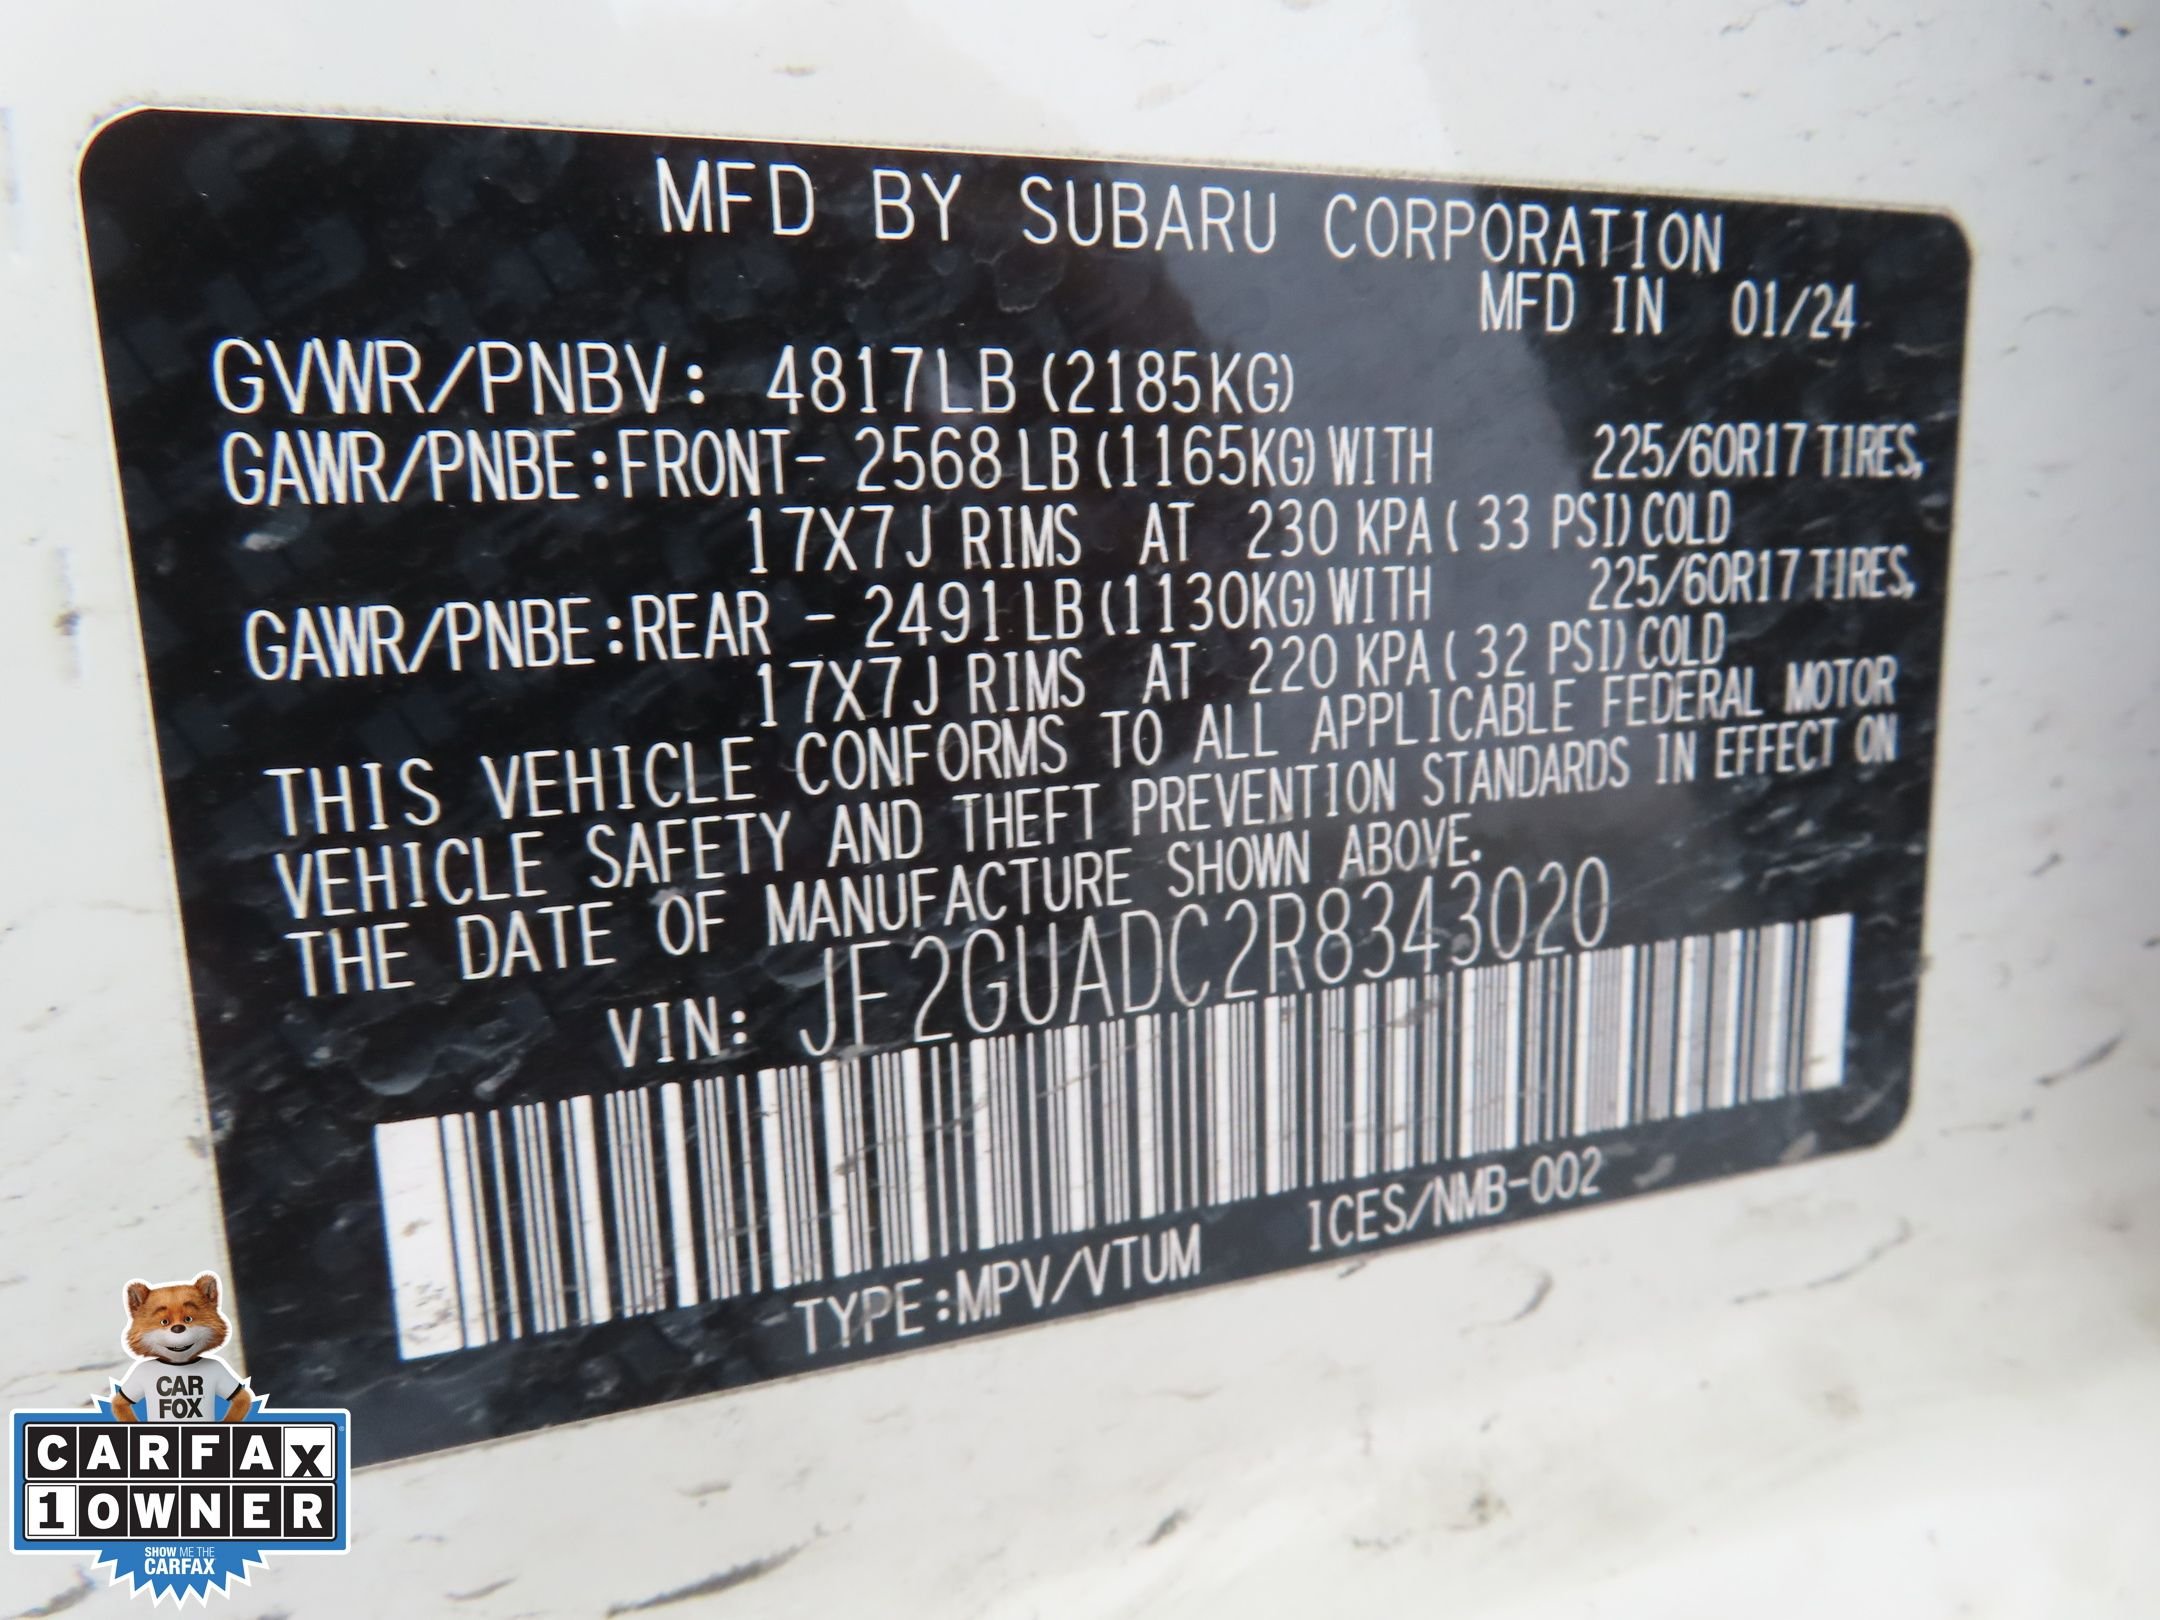 MFD BY SUBARU CORPORATION
MFD IN 01/24
GVWR/PNBV: 4817LB (2185KG)
GAWR/PNBE:FRONT- 2568 LB (1165KG) WITH 225/60R17 TIRES,
17X7J RIMS AT 230 KPA ( 33 PSI) COLD
GAWR/PNBE:REAR - 2491 LB (1130KG) WITH 225/60R17 TIRES,
17X7J RIMS AT 220 KPA ( 32 PSI) COLD
THIS VEHICLE CONFORMS TO ALL APPLICABLE FEDERAL MOTOR
VEHICLE SAFETY AND THEFT PREVENTION STANDARDS IN EFFECT ON
THE DATE OF MANUFACTURE SHOWN ABOVE.
VIN: JF2GUADC2R8343020
TYPE:MPV/VTUM ICES/NMB-002
CAR
FOX
CARFAX
1 OWNER
SHOW ME THE
CARFAX